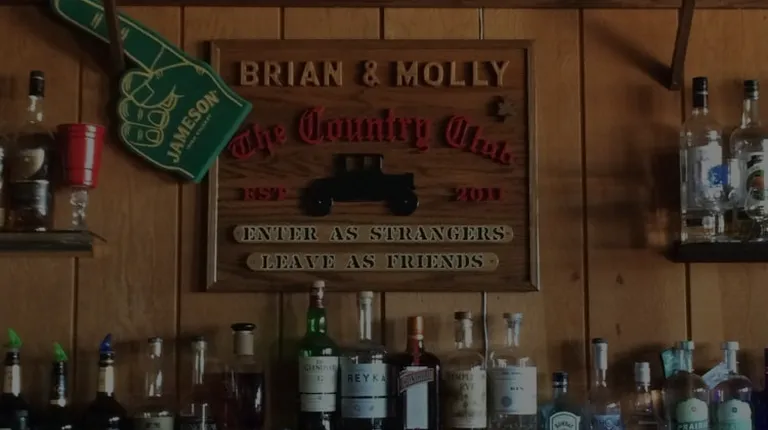 BRIAN & MOLLY
The Country Club
EST 2011
ENTER AS STRANGERS
LEAVE AS FRIENDS
JAMESON
REYKA